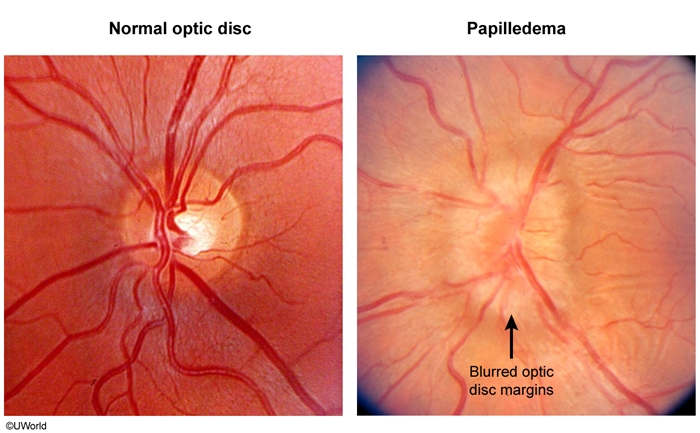 Normal optic disc
Papilledema
Blurred optic
disc margins
©UWorld